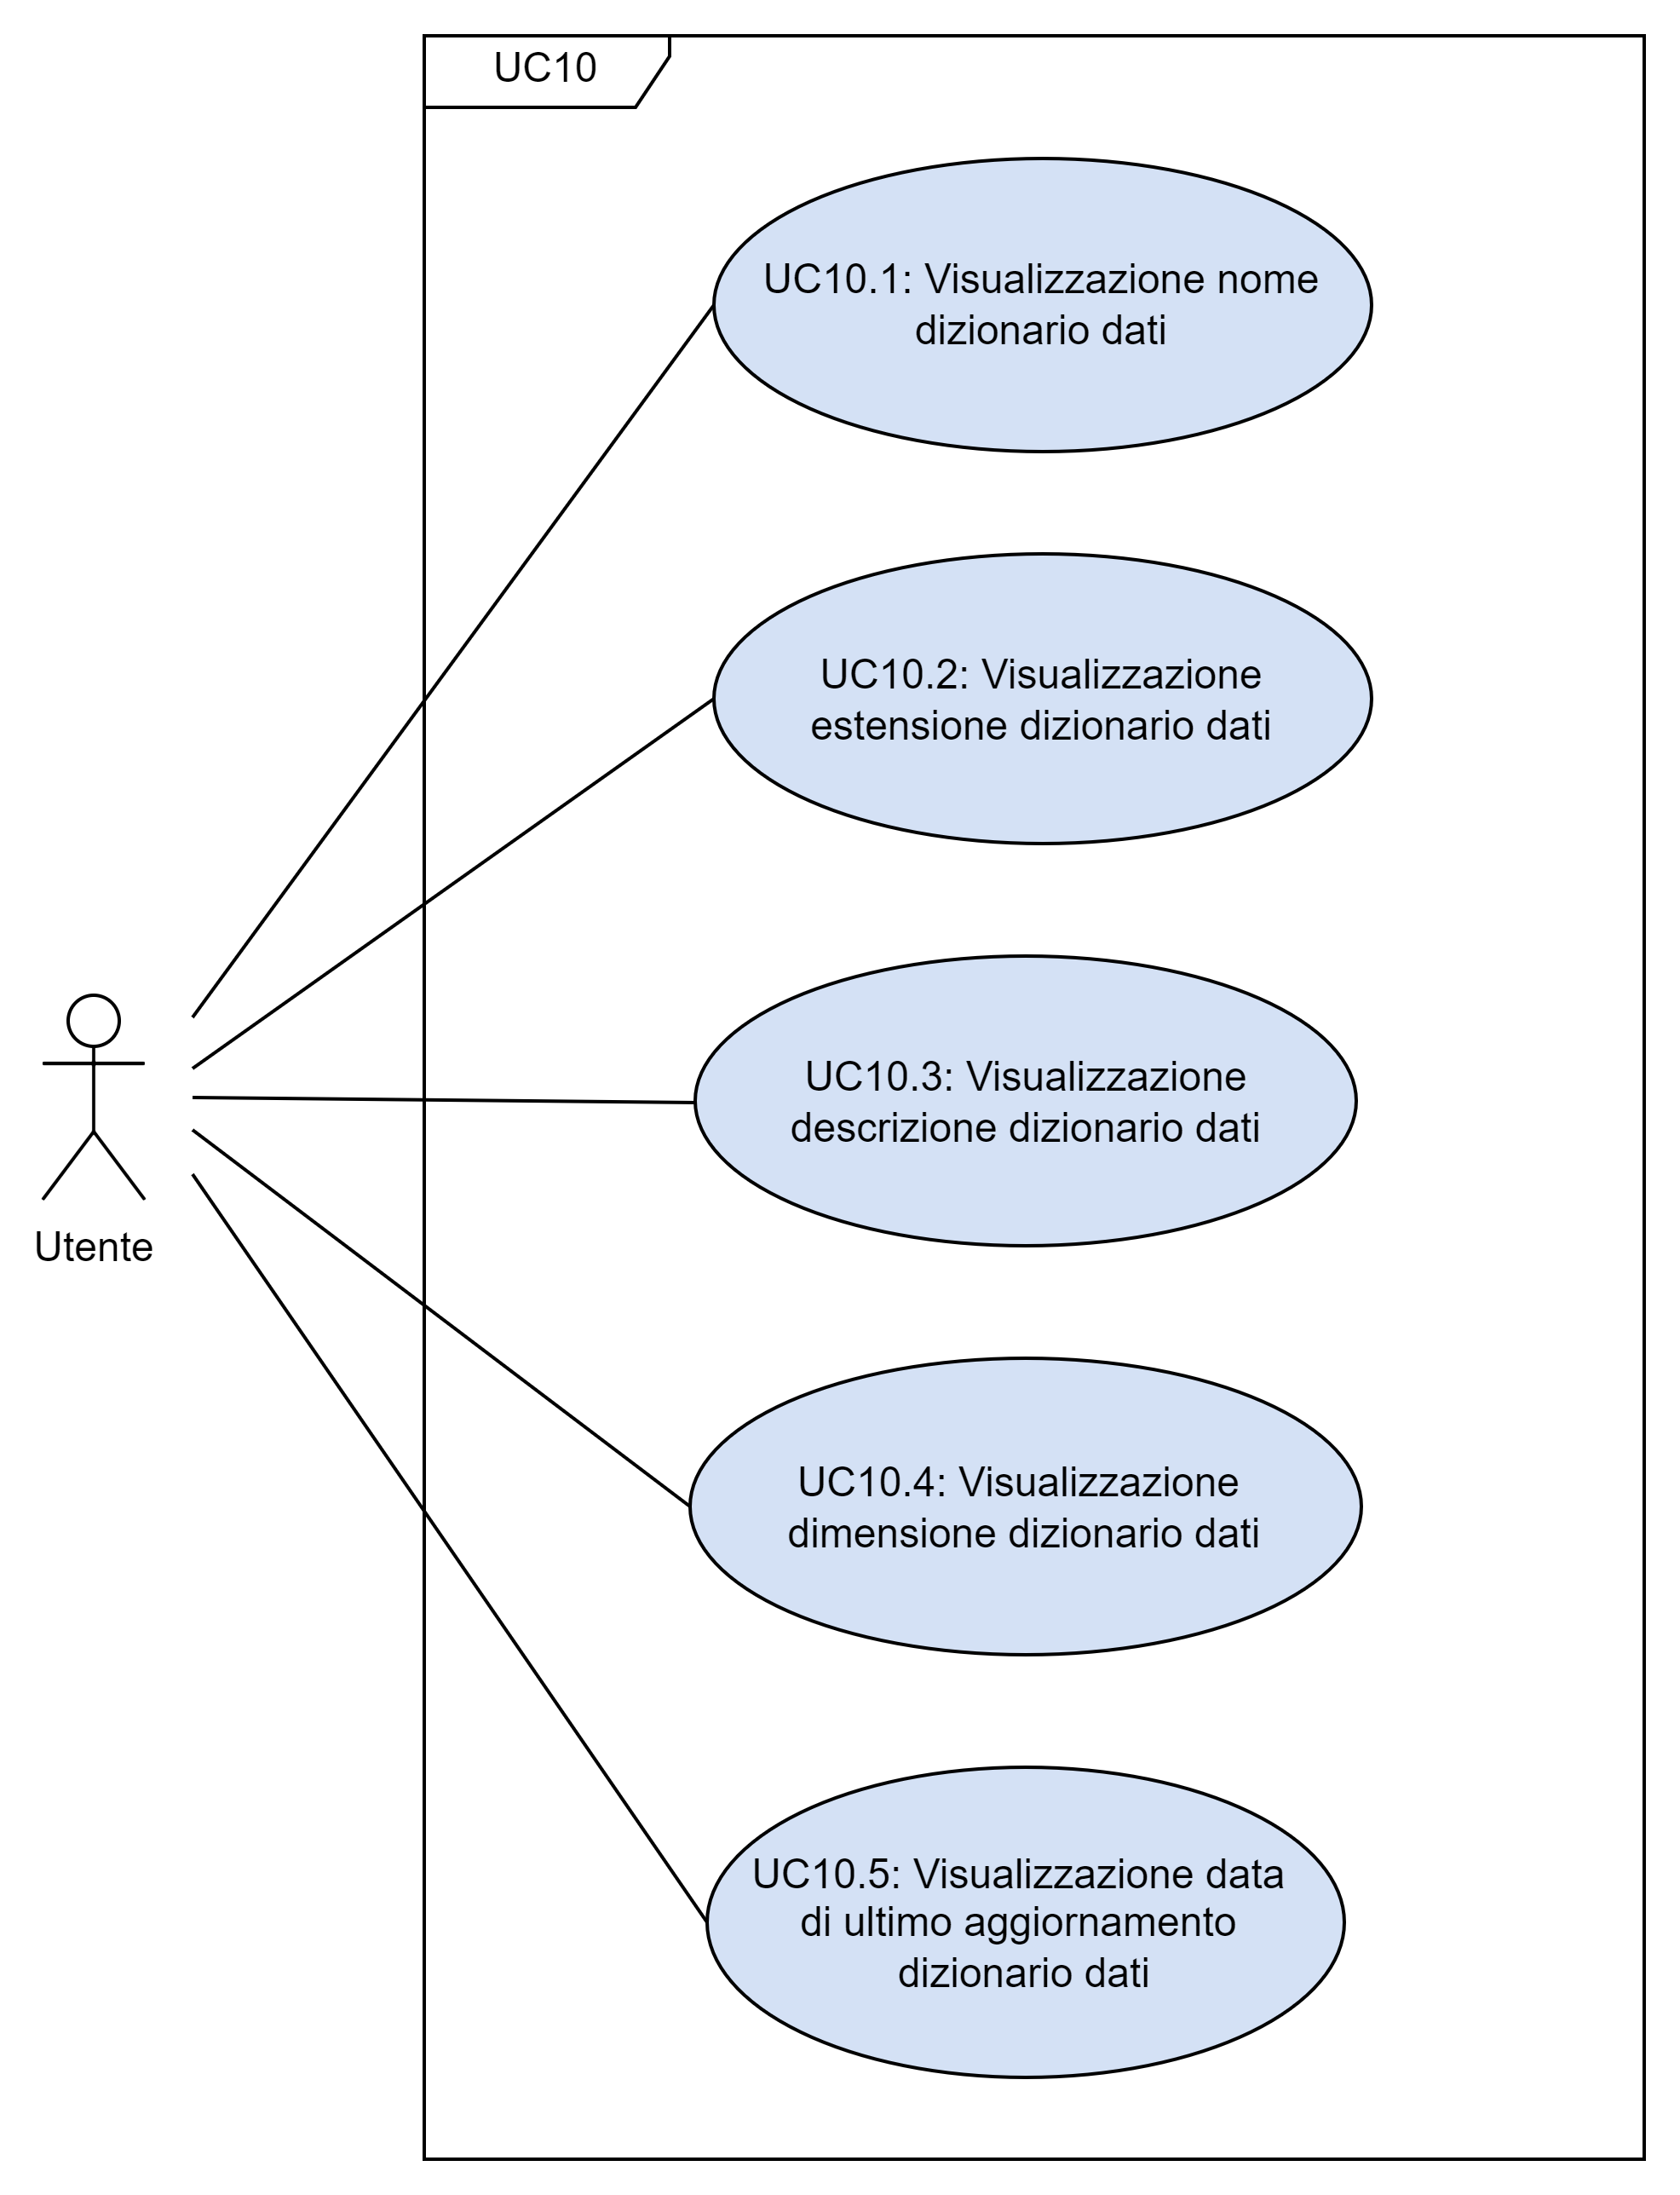 UC10
UC10.1: Visualizzazione nome
dizionario dati
UC10.2: Visualizzazione
estensione dizionario dati
UC10.3: Visualizzazione
descrizione dizionario dati
Utente
UC10.4: Visualizzazione
dimensione dizionario dati
UC10.5: Visualizzazione data
di ultimo aggiornamento
dizionario dati